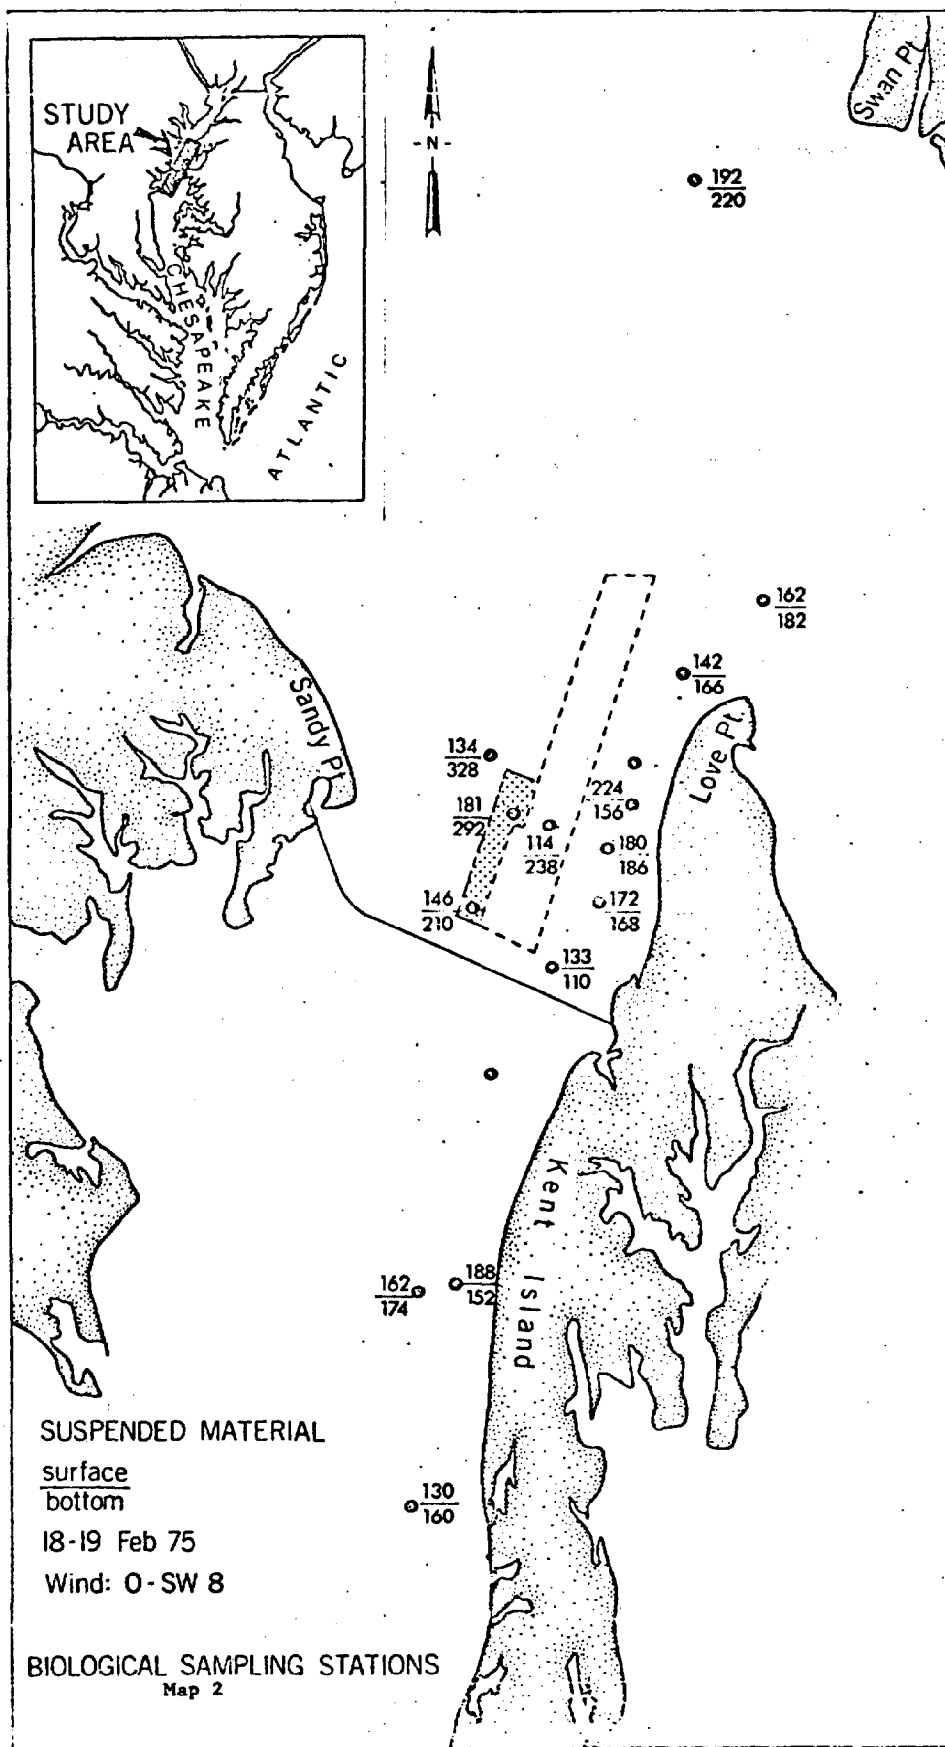 STUDY
AREA
CHESAPEAKE
ATLANTIC
-N-
Swan Pt.
192
220
162
182
142
166
Sandy Pt.
Love Pt.
134
328
181
292
224
156
114
238
180
186
146
210
172
168
133
110
Kent Island
162
174
188
152
130
160
SUSPENDED MATERIAL
surface
bottom
18-19 Feb 75
Wind: 0-SW 8
BIOLOGICAL SAMPLING STATIONS
Map 2